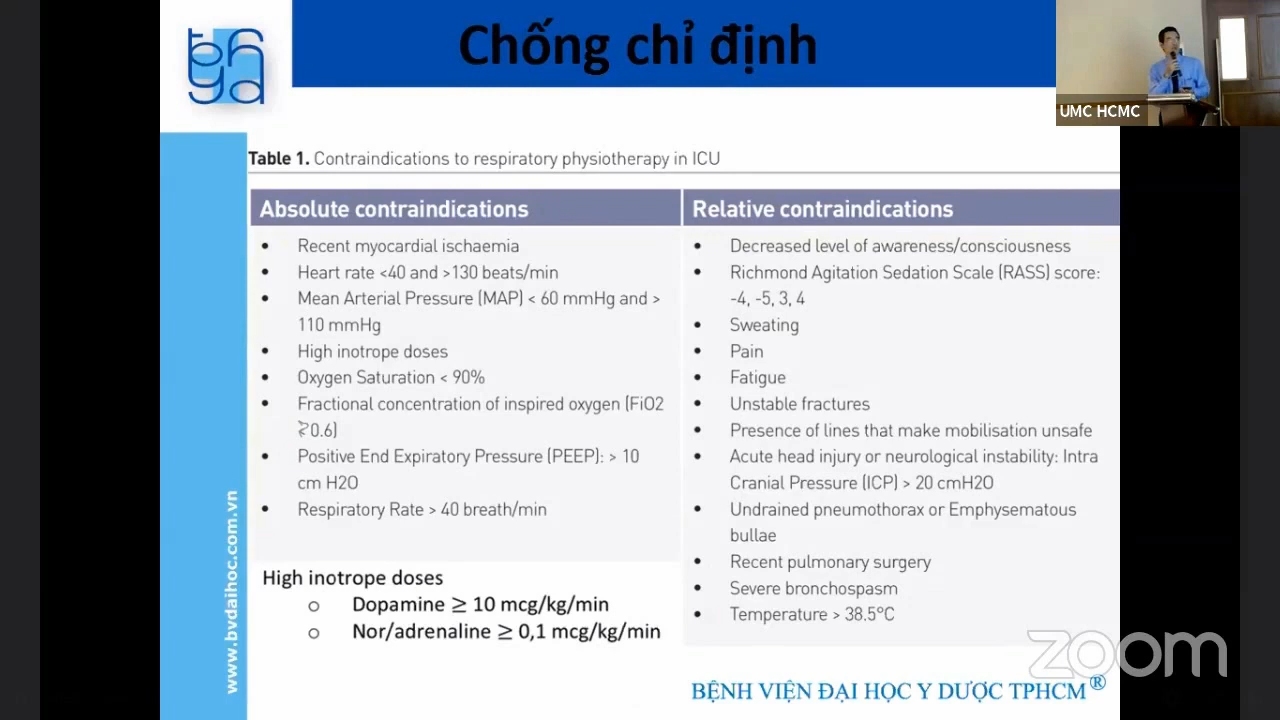 Chống chỉ định
UMC HCMC
Table 1. Contraindications to respiratory physiotherapy in ICU
Absolute contraindications
• Recent myocardial ischaemia
• Heart rate <40 and >130 beats/min
• Mean Arterial Pressure (MAP) < 60 mmHg and >
110 mmHg
• High inotrope doses
• Oxygen Saturation < 90%
• Fractional concentration of inspired oxygen (FiO2
≥0.6)
• Positive End Expiratory Pressure (PEEP): > 10
cm H2O
• Respiratory Rate > 40 breath/min
Relative contraindications
• Decreased level of awareness/consciousness
• Richmond Agitation Sedation Scale (RASS) score:
-4, -5, 3, 4
• Sweating
• Pain
• Fatigue
• Unstable fractures
• Presence of lines that make mobilisation unsafe
• Acute head injury or neurological instability: Intra
Cranial Pressure (ICP) > 20 cmH2O
• Undrained pneumothorax or Emphysematous
bullae
• Recent pulmonary surgery
• Severe bronchospasm
• Temperature > 38.5°C
High inotrope doses
o Dopamine ≥ 10 mcg/kg/min
o Nor/adrenaline ≥ 0,1 mcg/kg/min
www.bvdaihoc.com.vn
zoom
BỆNH VIỆN ĐẠI HỌC Y DƯỢC TPHCM®